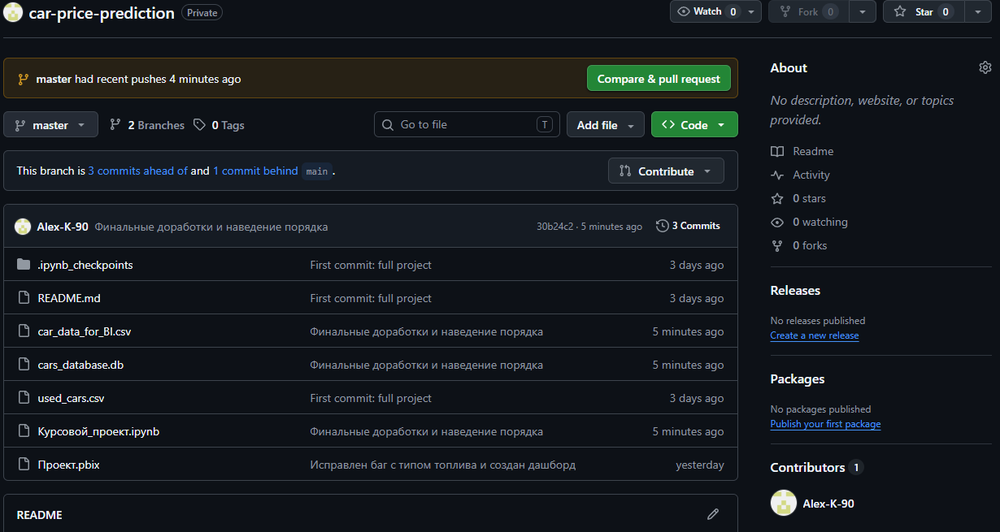 car-price-prediction Private Watch 0 Fork 0 Star 0
master had recent pushes 4 minutes ago Compare & pull request
master 2 Branches 0 Tags Go to file T Add file Code
This branch is 3 commits ahead of and 1 commit behind main . Contribute
Alex-K-90 Финальные доработки и наведение порядка 30b24c2 · 5 minutes ago 3 Commits
.ipynb_checkpoints First commit: full project 3 days ago
README.md First commit: full project 3 days ago
car_data_for_BI.csv Финальные доработки и наведение порядка 5 minutes ago
cars_database.db Финальные доработки и наведение порядка 5 minutes ago
used_cars.csv First commit: full project 3 days ago
Курсовой_проект.ipynb Финальные доработки и наведение порядка 5 minutes ago
Проект.pbix Исправлен баг с типом топлива и создан дашборд yesterday
README
About
No description, website, or topics
provided.
Readme
Activity
0 stars
0 watching
0 forks
Releases
No releases published
Create a new release
Packages
No packages published
Publish your first package
Contributors 1
Alex-K-90